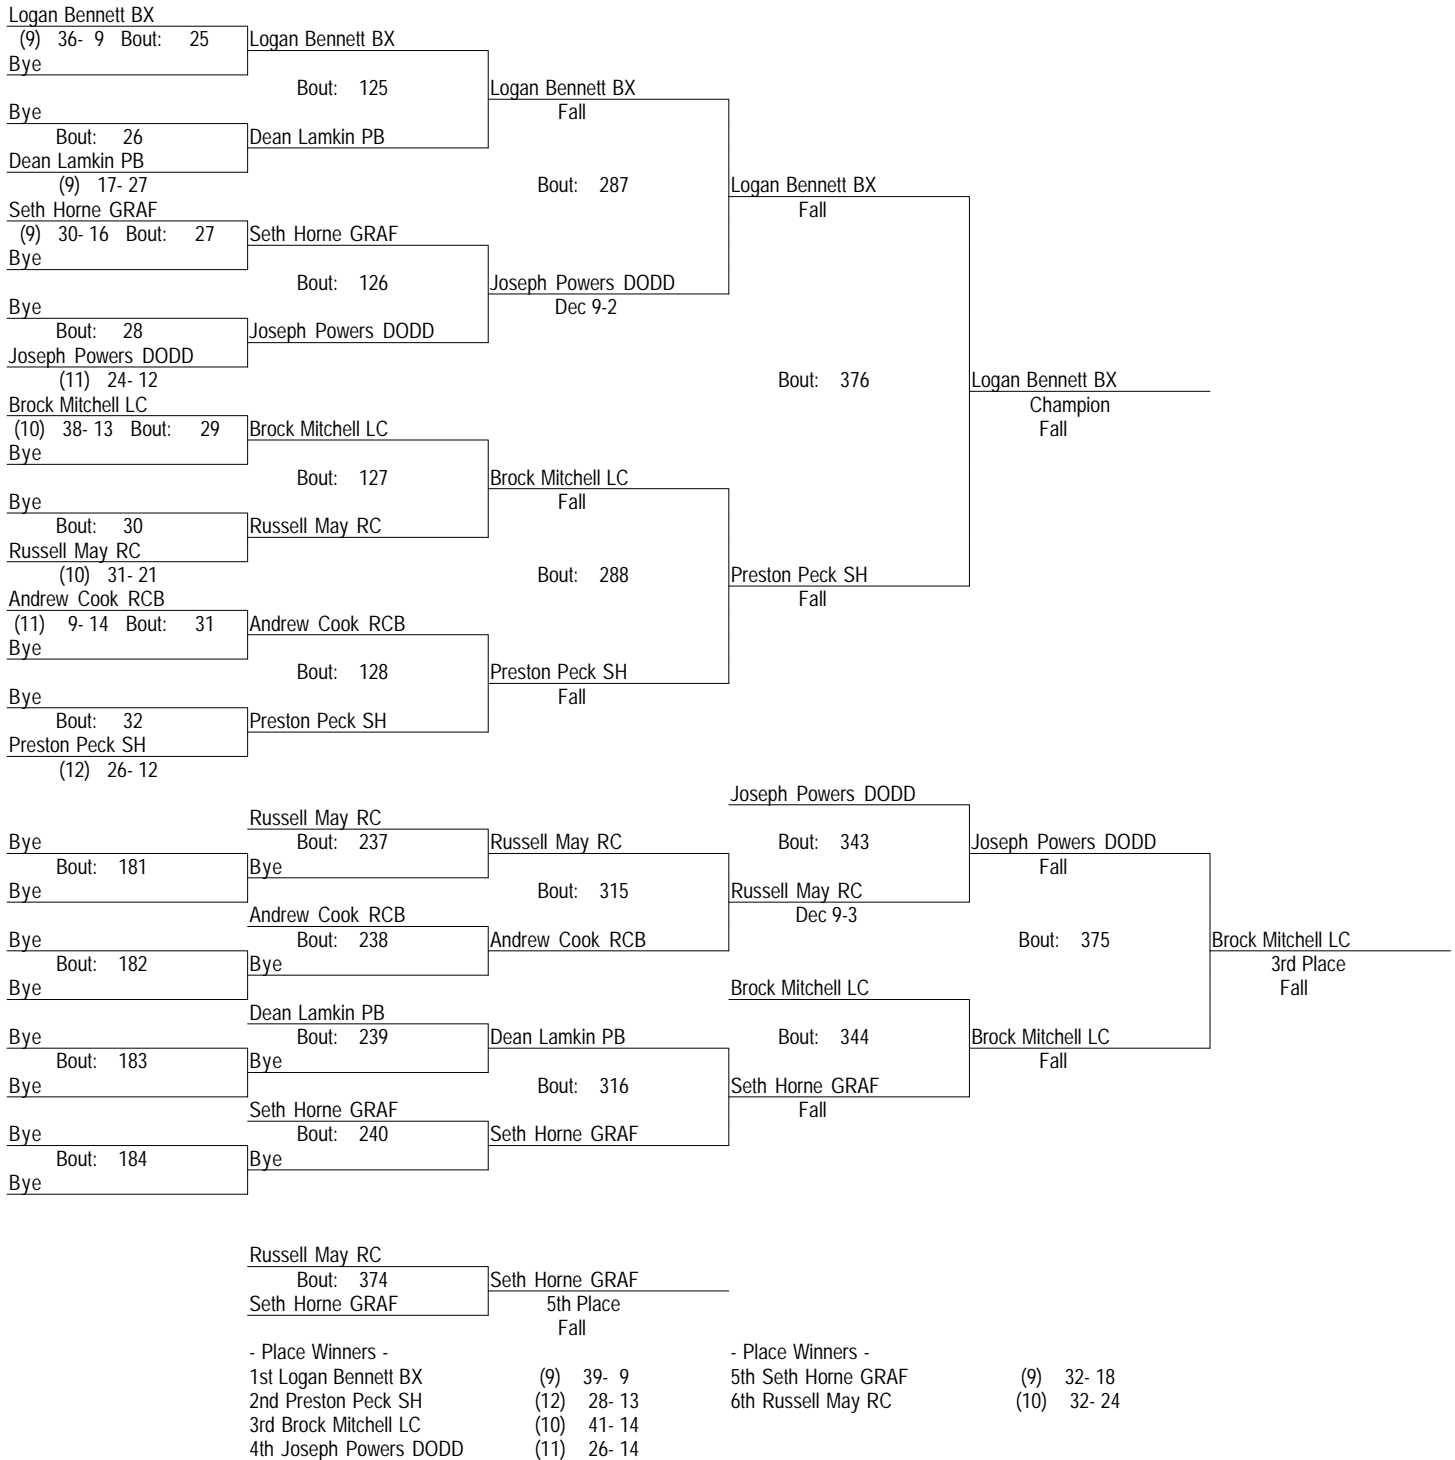 Logan Bennett BX
(9) 36- 9 Bout: 25 Logan Bennett BX
Bye
Bout: 125 Logan Bennett BX
Bye Fall
Bout: 26 Dean Lamkin PB
Dean Lamkin PB
(9) 17- 27 Bout: 287 Logan Bennett BX
Seth Horne GRAF Fall
(9) 30- 16 Bout: 27 Seth Horne GRAF
Bye
Bout: 126 Joseph Powers DODD
Bye Dec 9-2
Bout: 28 Joseph Powers DODD
Joseph Powers DODD
(11) 24- 12 Bout: 376 Logan Bennett BX
Brock Mitchell LC Champion
(10) 38- 13 Bout: 29 Brock Mitchell LC Fall
Bye
Bout: 127 Brock Mitchell LC
Bye Fall
Bout: 30 Russell May RC
Russell May RC
(10) 31- 21 Bout: 288 Preston Peck SH
Andrew Cook RCB Fall
(11) 9- 14 Bout: 31 Andrew Cook RCB
Bye
Bout: 128 Preston Peck SH
Bye Fall
Bout: 32 Preston Peck SH
Preston Peck SH
(12) 26- 12
Joseph Powers DODD
Russell May RC
Bye Bout: 237 Russell May RC Bout: 343 Joseph Powers DODD
Bout: 181 Bye Fall
Bye Bout: 315 Russell May RC
Andrew Cook RCB Dec 9-3
Bye Bout: 238 Andrew Cook RCB Bout: 375 Brock Mitchell LC
Bout: 182 Bye 3rd Place
Bye Brock Mitchell LC Fall
Dean Lamkin PB
Bye Bout: 239 Dean Lamkin PB Bout: 344 Brock Mitchell LC
Bout: 183 Bye Fall
Bye Bout: 316 Seth Horne GRAF
Seth Horne GRAF Fall
Bye Bout: 240 Seth Horne GRAF
Bout: 184 Bye
Bye
Russell May RC
Bout: 374 Seth Horne GRAF
Seth Horne GRAF 5th Place
Fall
- Place Winners - - Place Winners -
1st Logan Bennett BX (9) 39- 9 5th Seth Horne GRAF (9) 32- 18
2nd Preston Peck SH (12) 28- 13 6th Russell May RC (10) 32- 24
3rd Brock Mitchell LC (10) 41- 14
4th Joseph Powers DODD (11) 26- 14